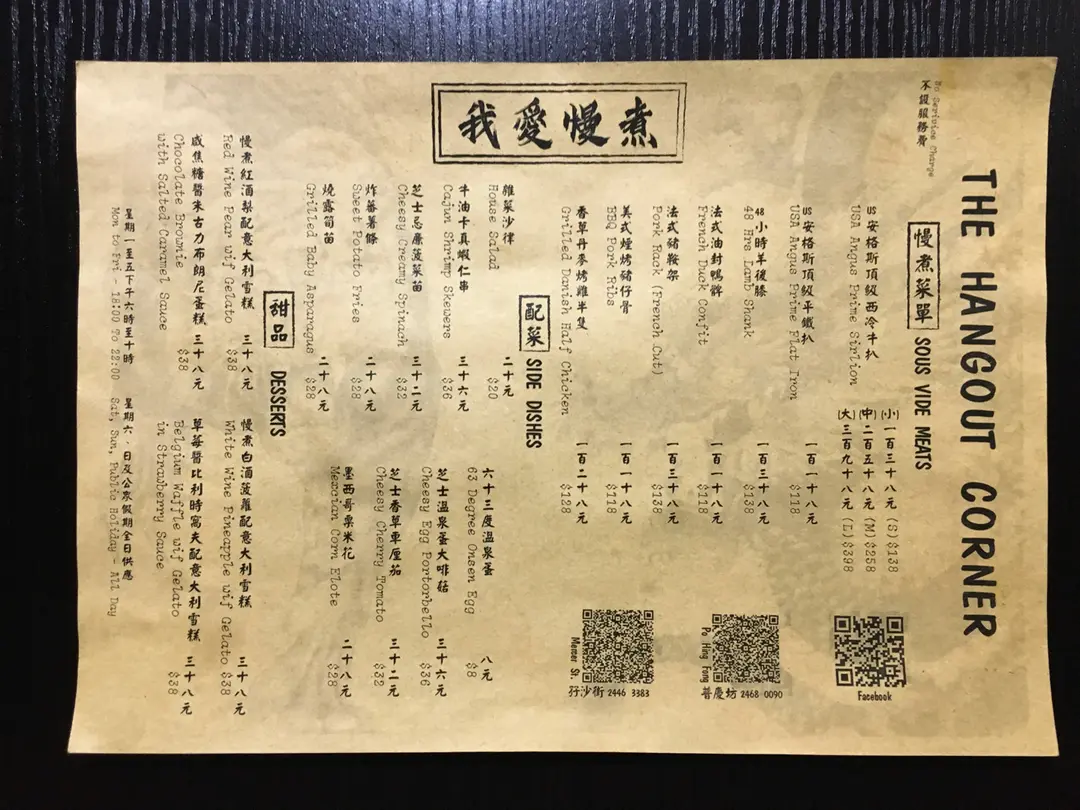 No Serivice Charge
不設服務費
THE HANGOUT CORNER
我愛慢煮
慢煮菜單 SOUS VIDE MEATS
US安格斯頂級西冷牛扒
USA Angus Prime Sirlion
(小)一百三十八元 (S)$138
(中)二百五十八元 (M)$258
(大)三百九十八元 (L)$398
US安格斯頂級平鐵扒 一百一十八元
USA Angus Prime Flat Iron $118
48小時羊後膝 一百三十八元
48 Hrs Lamb Shank $138
法式油封鴨髀 一百一十八元
French Duck Confit $118
法式豬鞍架 一百三十八元
Pork Rack (French Cut) $138
美式煙烤豬仔骨 一百一十八元
BBQ Pork Ribs $118
香草丹麥烤雞半隻 一百二十八元
Grilled Danish Half Chicken $128
Facebook
Po Hing Fong 普慶坊 2468 0090
Memer St. 孖沙街 2446 3383
配菜 SIDE DISHES
雜菜沙律 二十元
House Salad $20
牛油卡真蝦仁串 三十六元
Cajun Shrimp Skewers $36
芝士忌廉菠菜苗 三十二元
Cheesy Creamy Spinach $32
炸蕃薯條 二十八元
Sweet Potato Fries $28
燒露筍苗 二十八元
Grilled Baby Asparagus $28
六十三度溫泉蛋 八元
63 Degree Onsen Egg $8
芝士溫泉蛋大啡菇 三十六元
Cheesy Egg Portorbello $36
芝士香草車厘茄 三十二元
Cheesy Cherry Tomato $32
墨西哥粟米花 二十八元
Mexcian Corn Elote $28
甜品 DESSERTS
慢煮紅酒梨配意大利雪糕 三十八元
Red Wine Pear wif Gelato $38
咸焦糖醬朱古力布朗尼蛋糕 三十八元
Chocolate Brownie $38
with Salted Caramel Sauce
慢煮白酒菠蘿配意大利雪糕 三十八元
White Wine Pineapple wif Gelato $38
草莓醬比利時窩夫配意大利雪糕 三十八元
Belgium Waffle wif Gelato $38
in Strawberry Sauce
星期一至五下午六時至十時 星期六．日及公眾假期全日供應
Mon to Fri - 18:00 To 22:00 Sat, Sun, Public Holiday - All Day